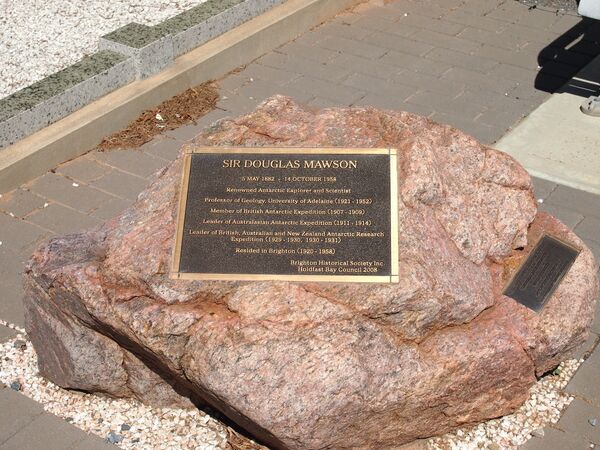 SIR DOUGLAS MAWSON
5 MAY 1882 - 14 OCTOBER 1958
Renowned Antarctic Explorer and Scientist
Professor of Geology, University of Adelaide (1921 - 1952)
Member of British Antarctic Expedition (1907 - 1909)
Leader of Australasian Antarctic Expedition (1911 - 1914)
Leader of British, Australian and New Zealand Antarctic Research
Expedition (1929 - 1930, 1930 - 1931)
Resided in Brighton (1920 - 1958)
Brighton Historical Society Inc.
Holdfast Bay Council 2008